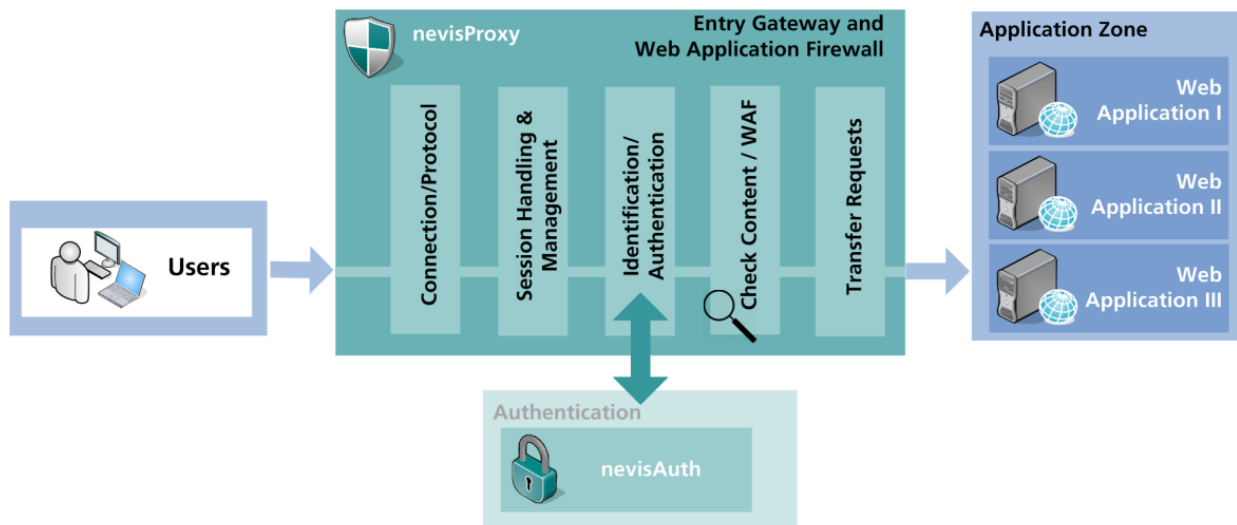 nevisProxy
Entry Gateway and
Web Application Firewall
Connection/Protocol
Session Handling &
Management
Identification/
Authentication
Check Content / WAF
Transfer Requests
Users
Application Zone
Web
Application I
Web
Application II
Web
Application III
Authentication
nevisAuth